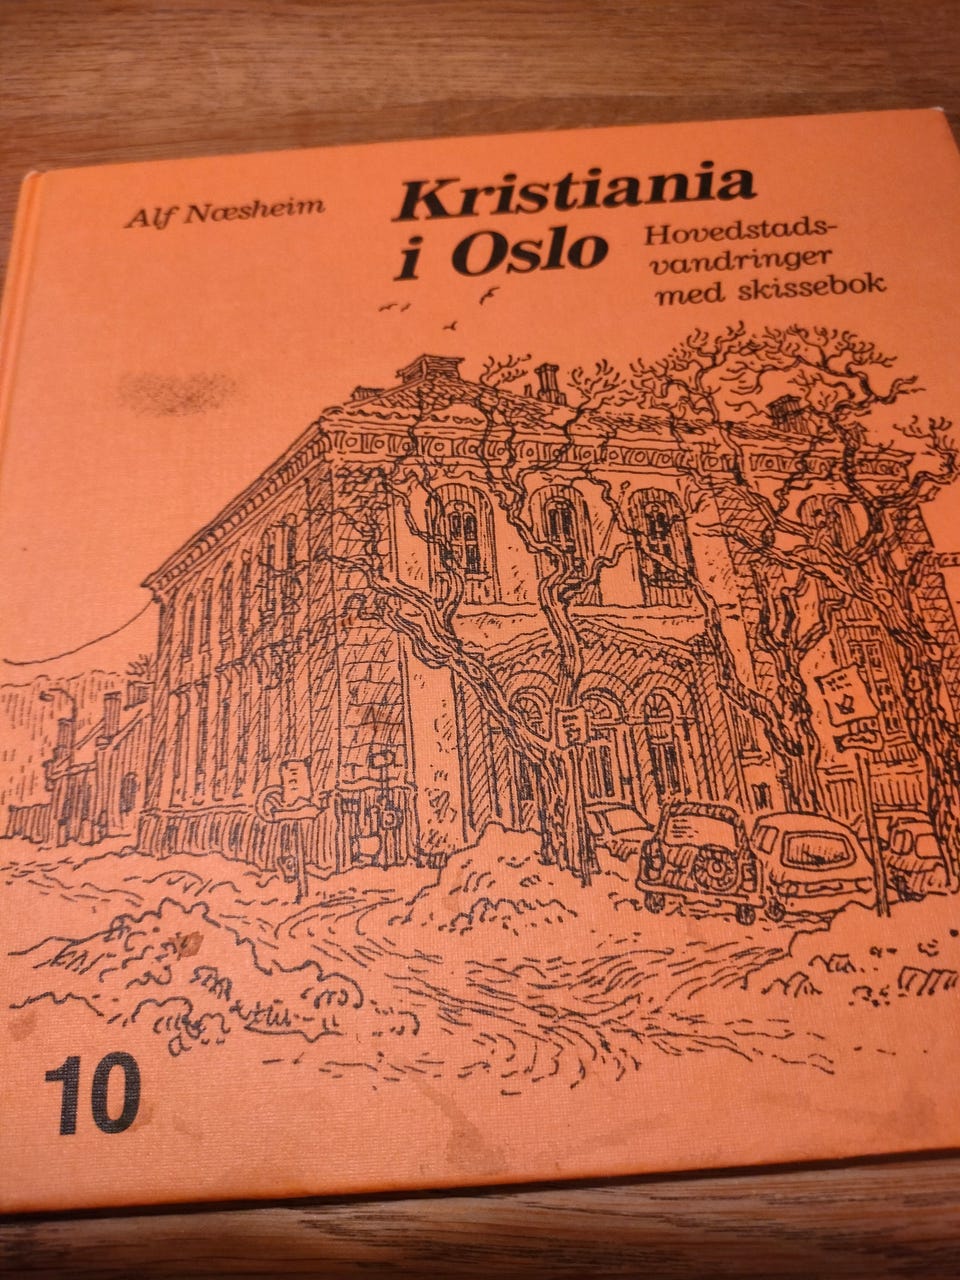 Alf Næsheim
Kristiania
i Oslo
Hovedstads-
vandringer
med skissebok
10